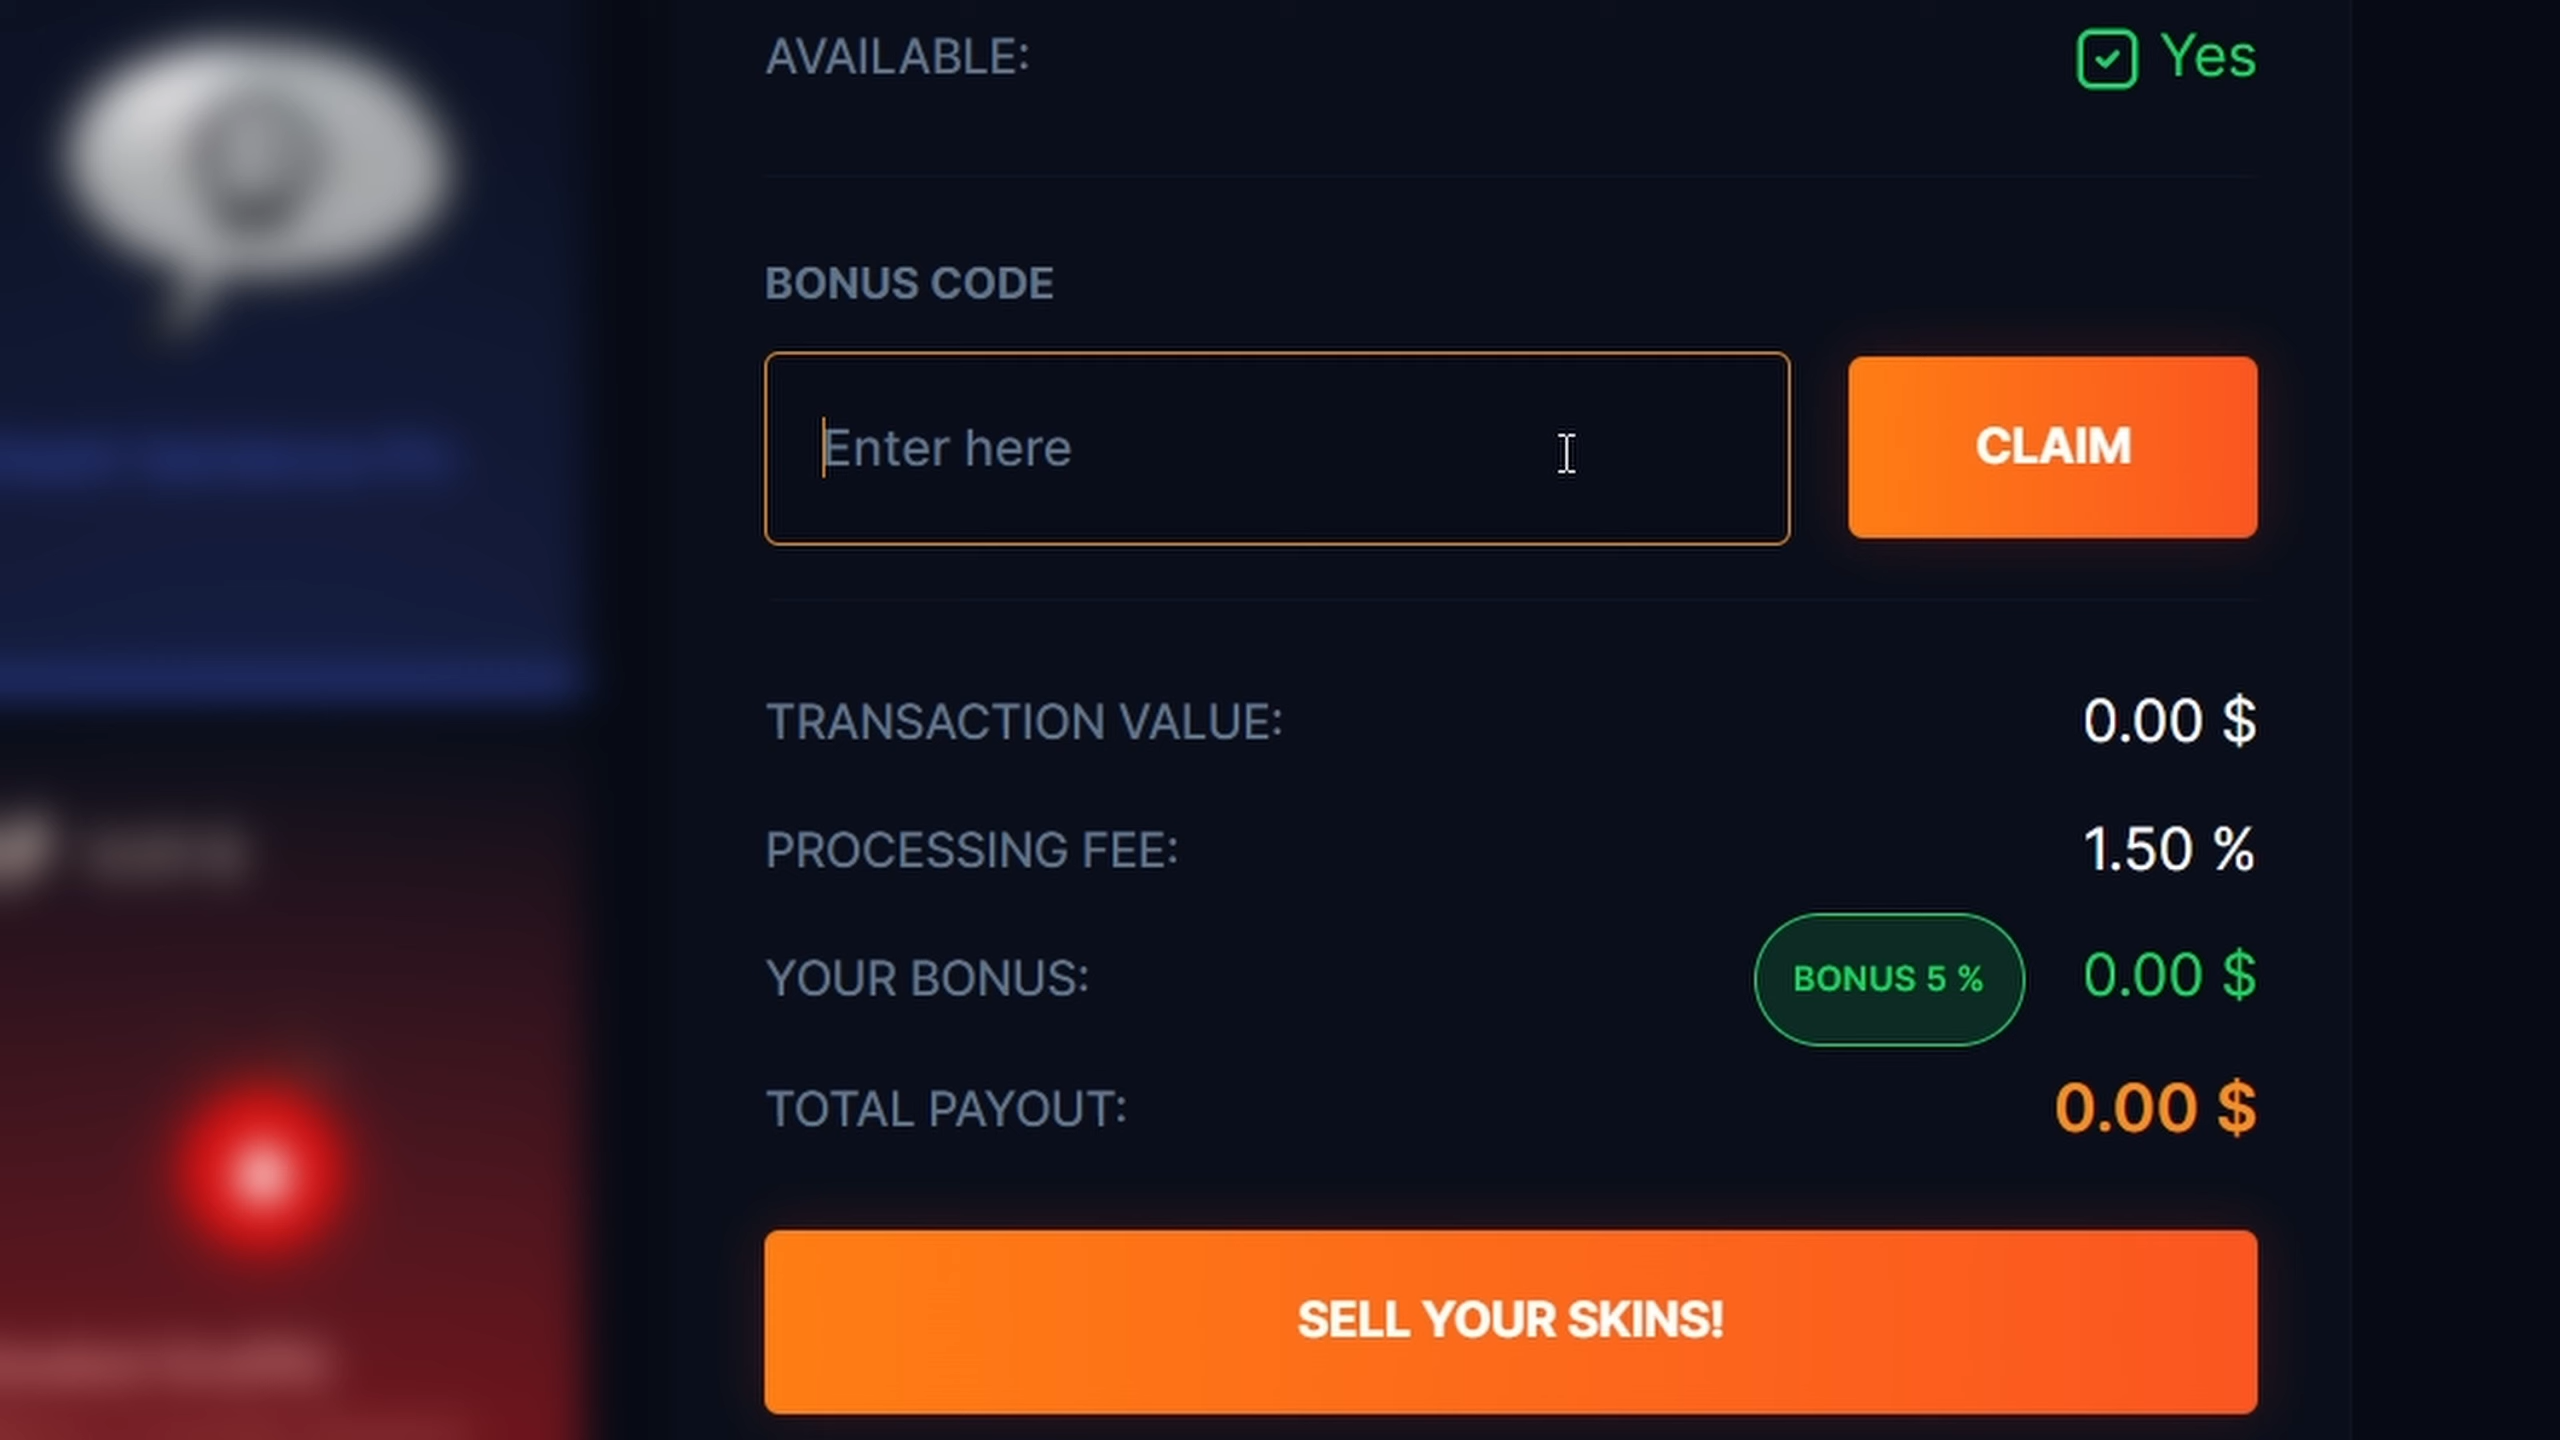 AVAILABLE: Yes
BONUS CODE
Enter here
CLAIM
TRANSACTION VALUE: 0.00 $
PROCESSING FEE: 1.50 %
YOUR BONUS: BONUS 5 % 0.00 $
TOTAL PAYOUT: 0.00 $
SELL YOUR SKINS!